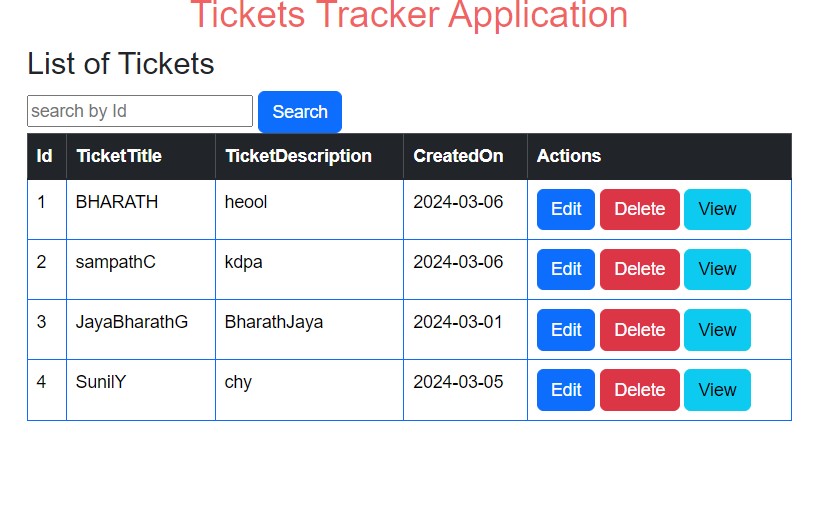 Tickets Tracker Application
List of Tickets
search by Id Search
Id TicketTitle TicketDescription CreatedOn Actions
1 BHARATH heool 2024-03-06 Edit Delete View
2 sampathC kdpa 2024-03-06 Edit Delete View
3 JayaBharathG BharathJaya 2024-03-01 Edit Delete View
4 SunilY chy 2024-03-05 Edit Delete View